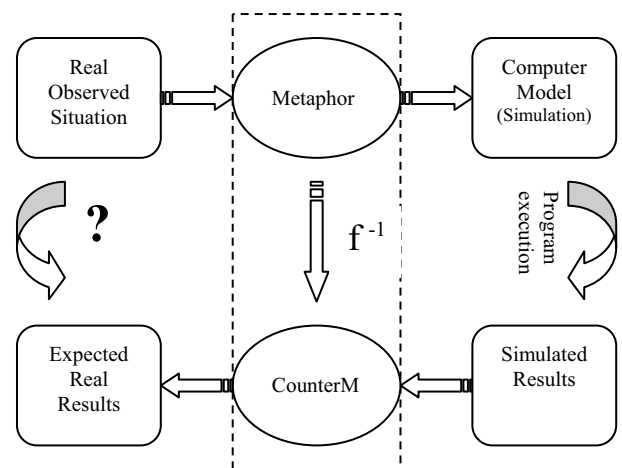 Real
Observed
Situation
Metaphor
Computer
Model
(Simulation)
?
f -1
Program
execution
Expected
Real
Results
CounterM
Simulated
Results